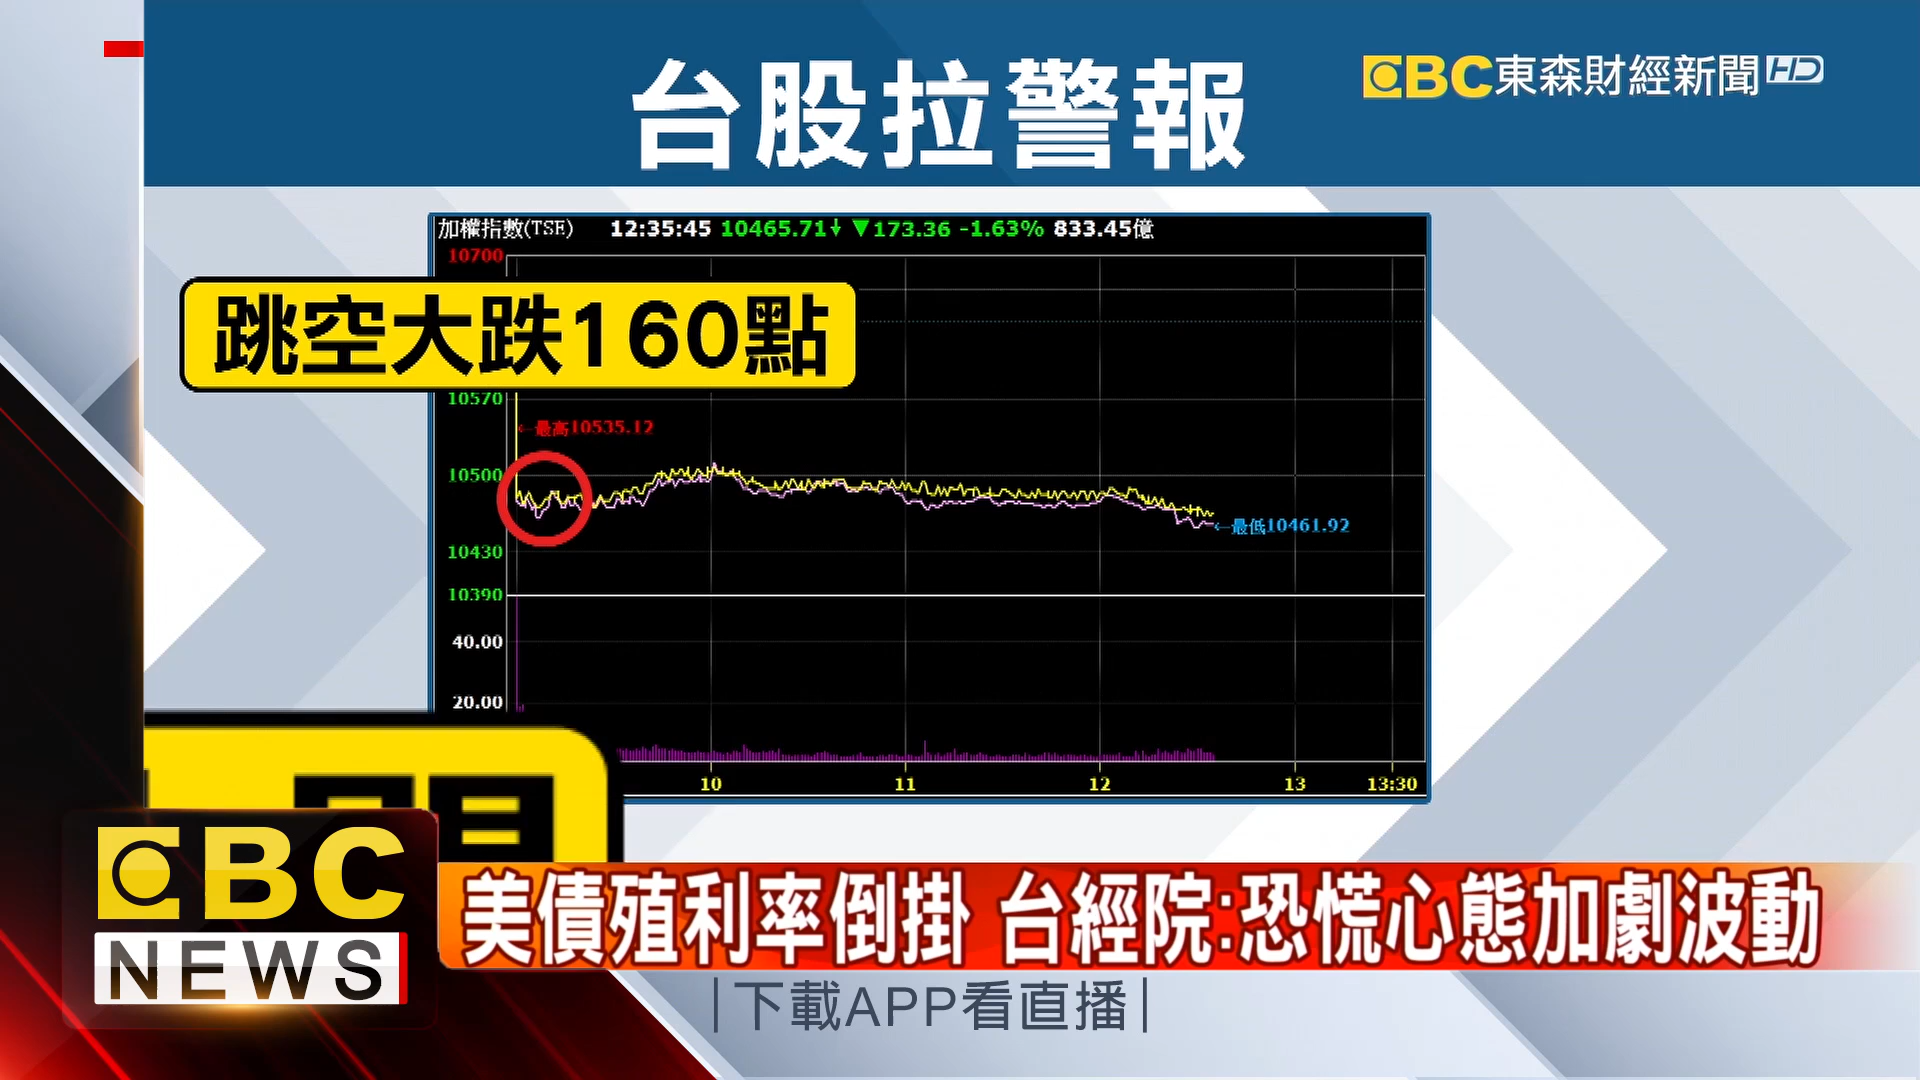 台股拉警報
EBC東森財經新聞HD
加權指數(TSE) 12:35:45 10465.71↓ ▼173.36 -1.63% 833.45億
10700
跳空大跌160點
10570
←最高10535.12
10500
←最低10461.92
10430
10390
40.00
20.00
10 11 12 13 13:30
EBC
NEWS
美債殖利率倒掛 台經院:恐慌心態加劇波動
|下載APP看直播|